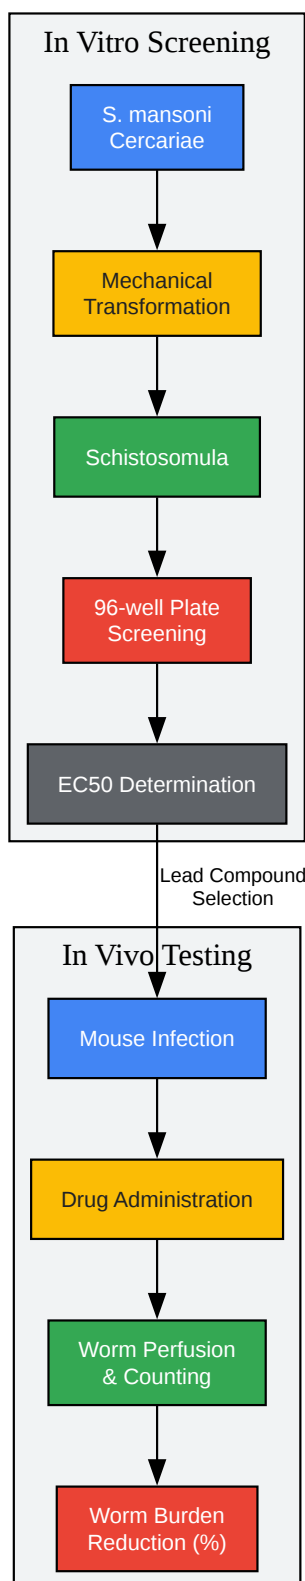 In Vitro Screening
S. mansoni
Cercariae
Mechanical
Transformation
Schistosomula
96-well Plate
Screening
EC50 Determination
Lead Compound
Selection
In Vivo Testing
Mouse Infection
Drug Administration
Worm Perfusion
& Counting
Worm Burden
Reduction (%)